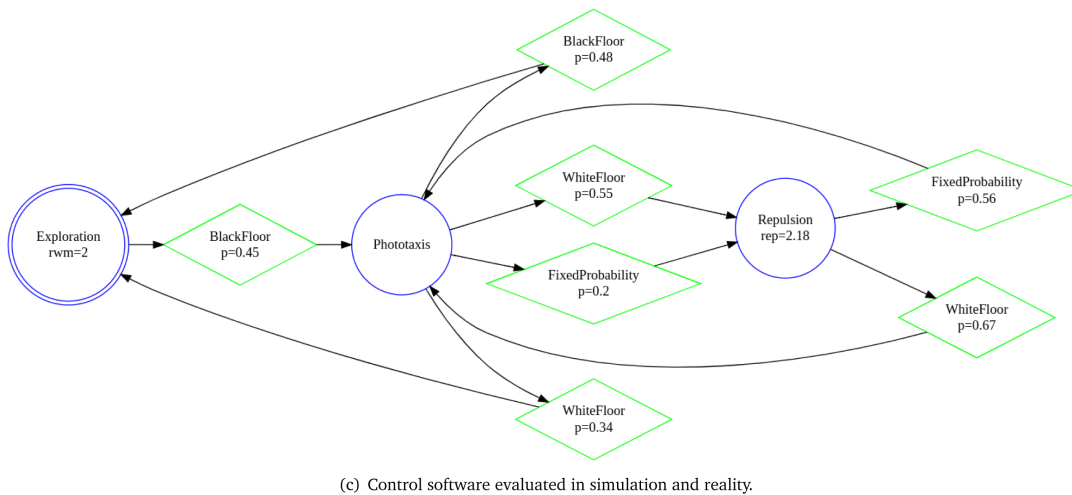 BlackFloor
p=0.48
WhiteFloor
p=0.55
FixedProbability
p=0.56
Exploration
rwm=2
BlackFloor
p=0.45
Phototaxis
Repulsion
rep=2.18
FixedProbability
p=0.2
WhiteFloor
p=0.67
WhiteFloor
p=0.34
(c) Control software evaluated in simulation and reality.